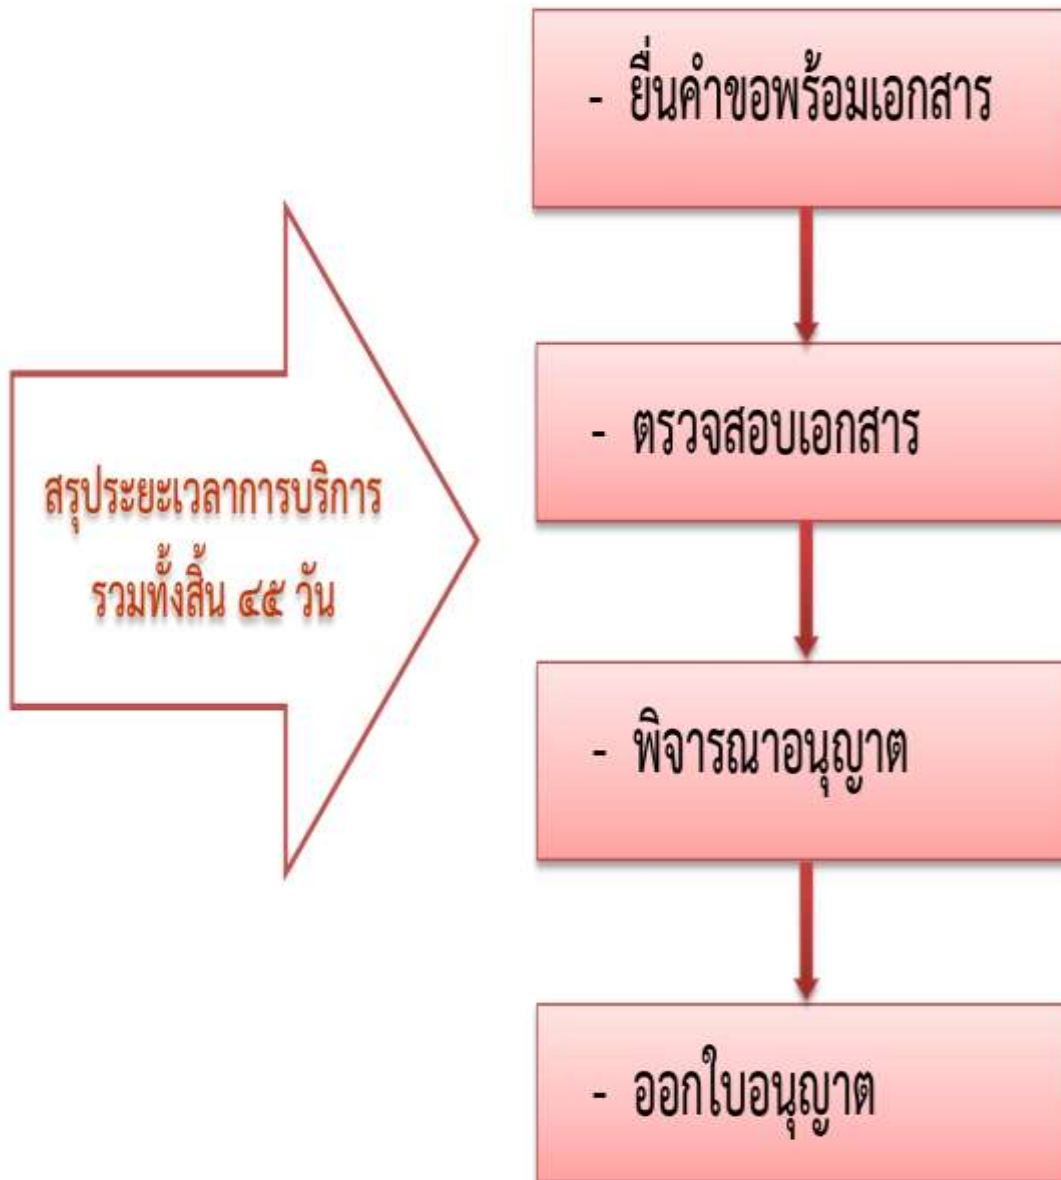 - ยื่นคำขอพร้อมเอกสาร
- ตรวจสอบเอกสาร
สรุประยะเวลาการบริการ
รวมทั้งสิ้น ๔๕ วัน
- พิจารณาอนุญาต
- ออกใบอนุญาต